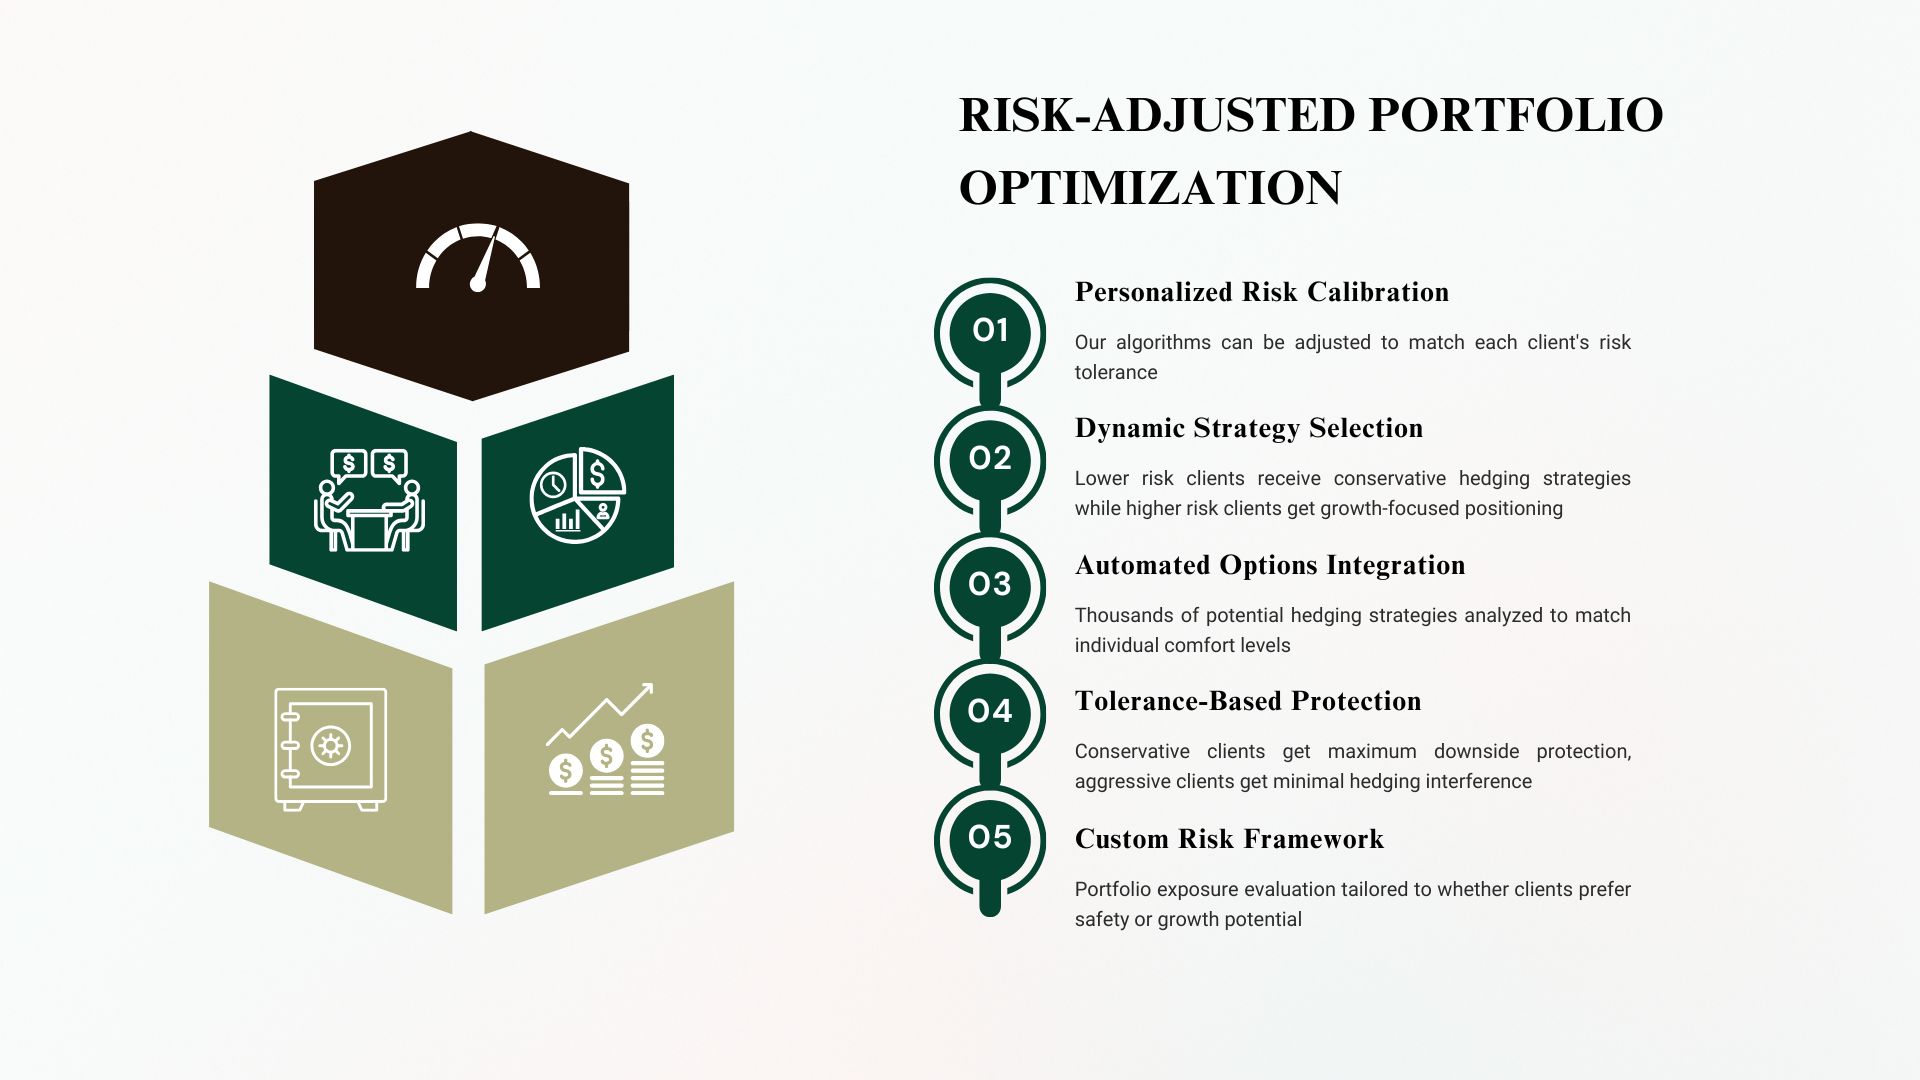 RISK-ADJUSTED PORTFOLIO
OPTIMIZATION
01
Personalized Risk Calibration
Our algorithms can be adjusted to match each client's risk
tolerance
02
Dynamic Strategy Selection
Lower risk clients receive conservative hedging strategies
while higher risk clients get growth-focused positioning
03
Automated Options Integration
Thousands of potential hedging strategies analyzed to match
individual comfort levels
04
Tolerance-Based Protection
Conservative clients get maximum downside protection,
aggressive clients get minimal hedging interference
05
Custom Risk Framework
Portfolio exposure evaluation tailored to whether clients prefer
safety or growth potential
$ $
$
$ $ $